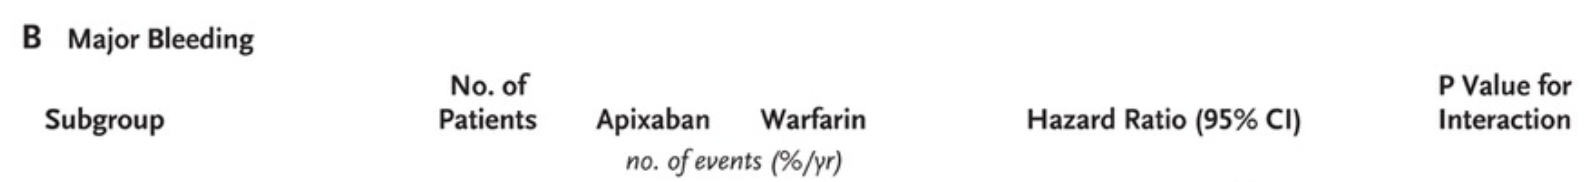 B Major Bleeding
No. of P Value for
Subgroup Patients Apixaban Warfarin Hazard Ratio (95% CI) Interaction
no. of events (%/yr)